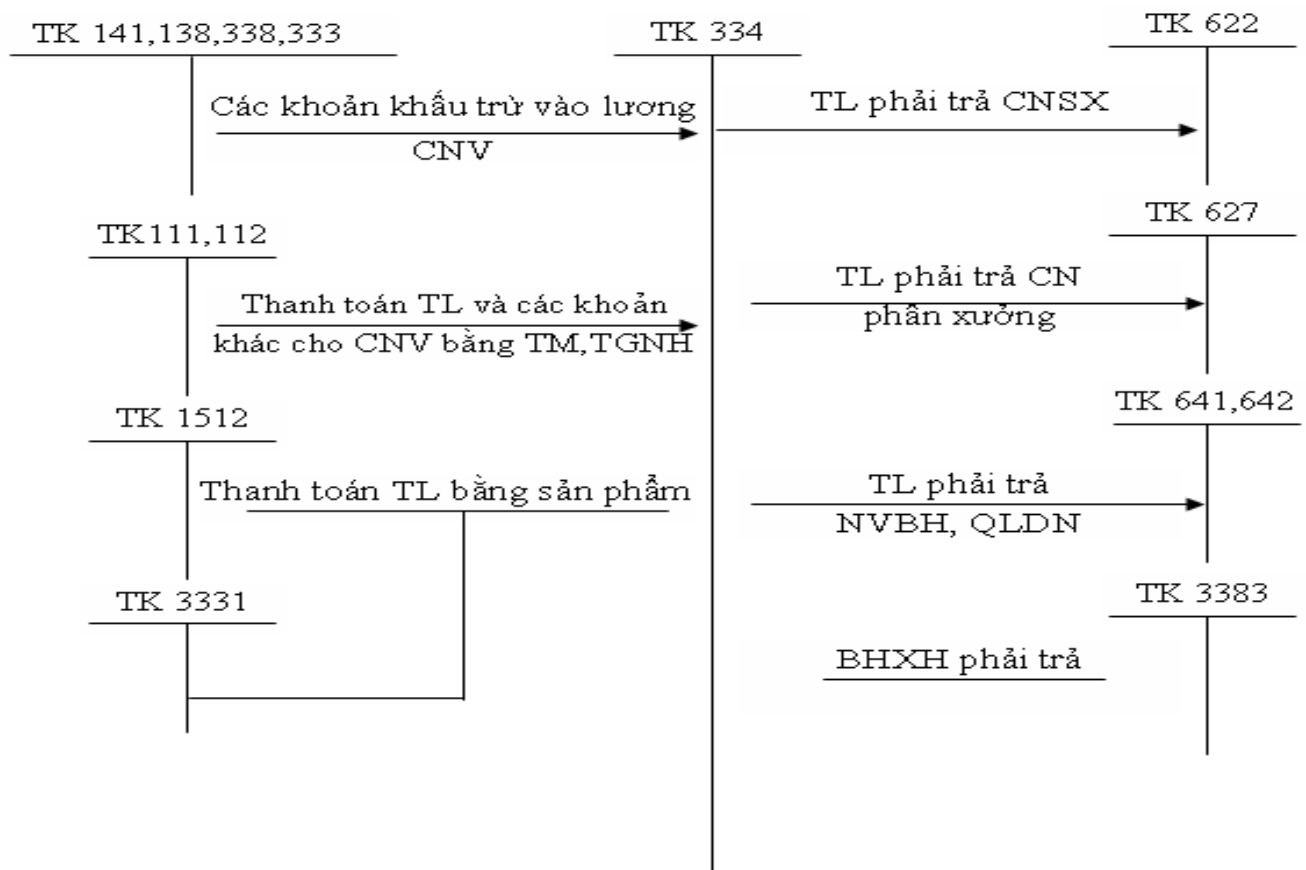 TK 141,138,338,333
TK 334
TK 622
Các khoản khấu trừ vào lương
CNV
TL phải trả CNSX
TK111,112
TK 627
Thanh toán TL và các khoản
khác cho CNV bằng TM,TGNH
TL phải trả CN
phân xưởng
TK 1512
TK 641,642
Thanh toán TL bằng sản phẩm
TL phải trả
NVBH, QLDN
TK 3331
TK 3383
BHXH phải trả